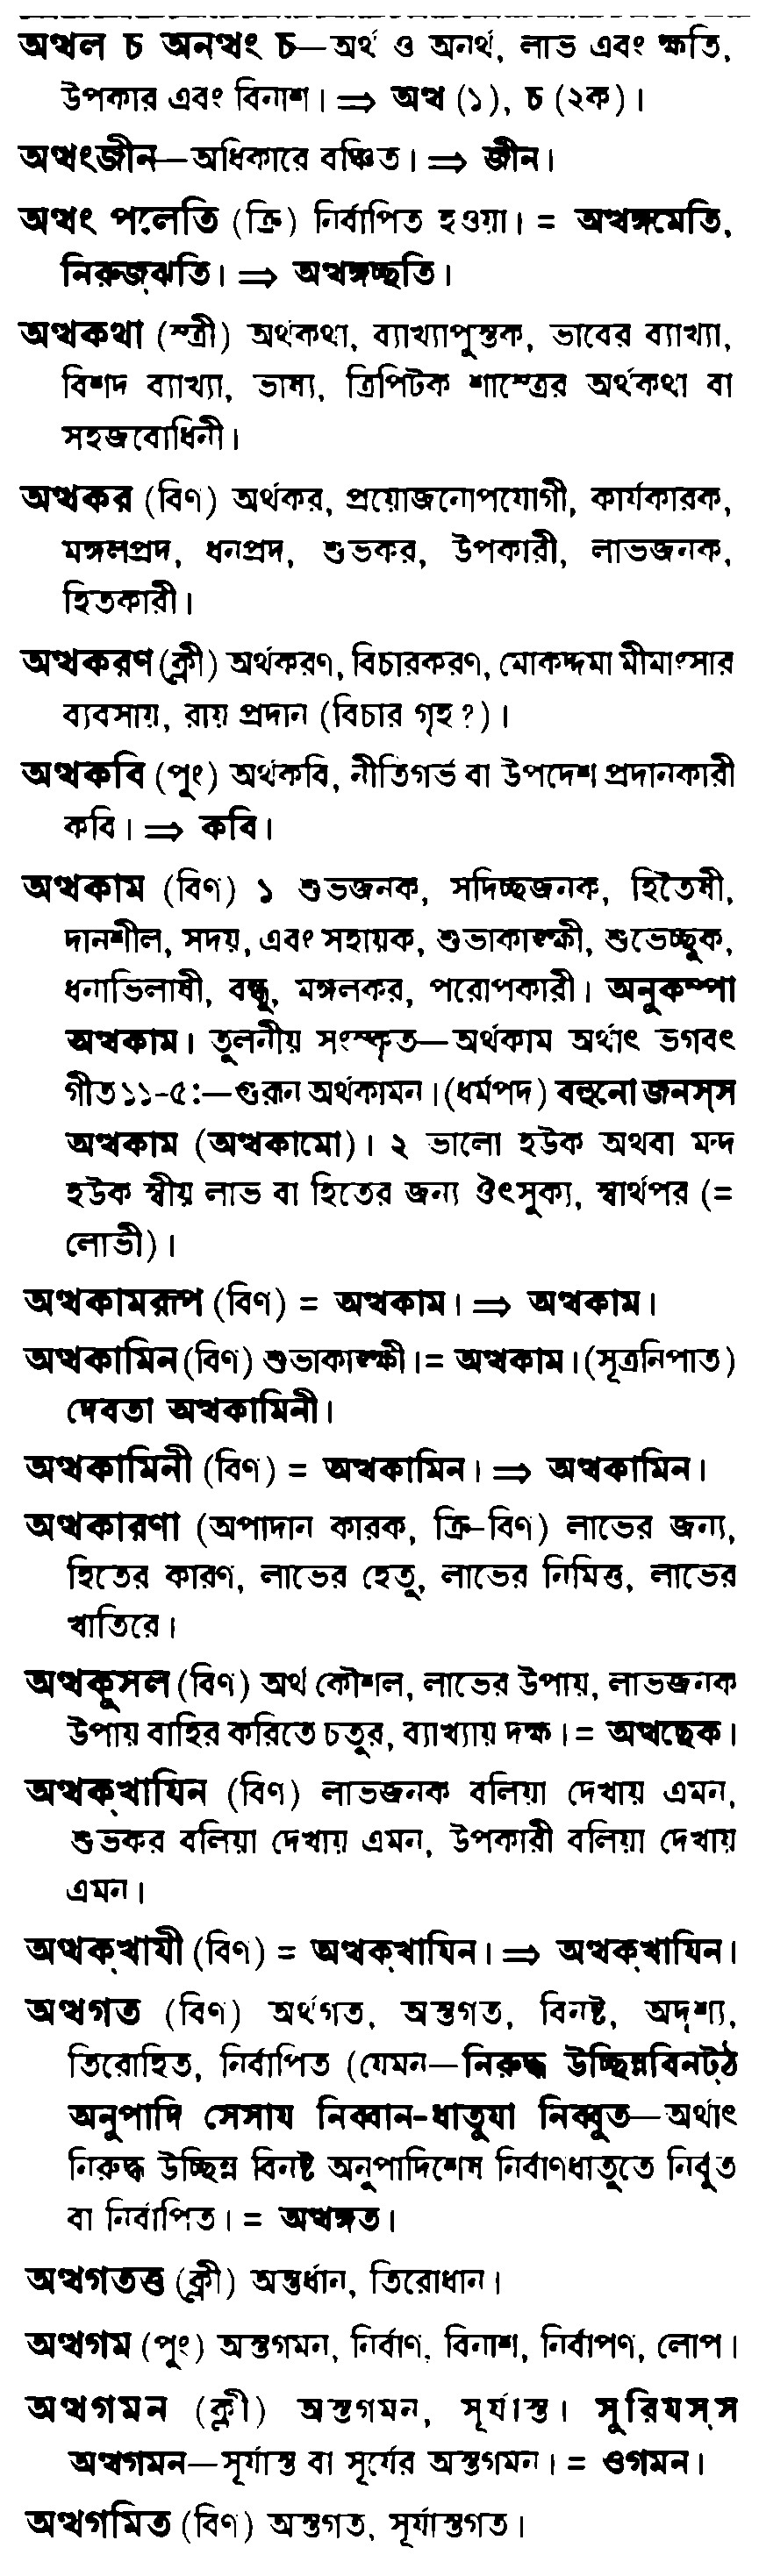 অত্থল চ অনত্থং চ—অর্থ ও অনর্থ, লাভ এবং ক্ষতি,
উপকার এবং বিনাশ। ⇒ অত্থ (১), চ (২ক)।
অত্থংজীন—অধিকারে বঞ্চিত। ⇒ জীন।
অত্থং পলেতি (ক্রি) নির্বাপিত হওয়া। = অত্থঙ্গমেতি,
নিরুজ্ঝতি। ⇒ অত্থঙ্গচ্ছতি।
অত্থকথা (স্ত্রী) অর্থকথা, ব্যাখ্যাপুস্তক, ভাবের ব্যাখ্যা,
বিশদ ব্যাখ্যা, ভাষ্য, ত্রিপিটক শাস্ত্রের অর্থকথা বা
সহজবোধিনী।
অত্থকর (বিণ) অর্থকর, প্রয়োজনোপযোগী, কার্যকারক,
মঙ্গলপ্রদ, ধনপ্রদ, শুভকর, উপকারী, লাভজনক,
হিতকারী।
অত্থকরণ (ক্লী) অর্থকরণ, বিচারকরণ, মোকদ্দমা মীমাংসার
ব্যবসায়, রায় প্রদান (বিচার গৃহ ?)।
অত্থকবি (পুং) অর্থকবি, নীতিগর্ভ বা উপদেশ প্রদানকারী
কবি। ⇒ কবি।
অত্থকাম (বিণ) ১ শুভজনক, সদিচ্ছজনক, হিতৈষী,
দানশীল, সদয়, এবং সহায়ক, শুভাকাঙ্ক্ষী, শুভেচ্ছুক,
ধনাভিলাষী, বন্ধু, মঙ্গলকর, পরোপকারী। অনুকম্পা
অত্থকাম। তুলনীয় সংস্কৃত—অর্থকাম অর্থাৎ ভগবৎ
গীত ১১-৫ :—গুরূন অর্থকামন। (ধর্মপদ) বহুনো জনস্স
অত্থকাম (অত্থকামো)। ২ ভালো হউক অথবা মন্দ
হউক স্বীয় লাভ বা হিতের জন্য ঔৎসুক্য, স্বার্থপর (=
লোভী)।
অত্থকামরূপ (বিণ) = অত্থকাম। ⇒ অত্থকাম।
অত্থকামিন (বিণ) শুভাকাঙ্ক্ষী। = অত্থকাম। (সূত্রনিপাত)
দেবতা অত্থকামিনী।
অত্থকামিনী (বিণ) = অত্থকামিন। ⇒ অত্থকামিন।
অত্থকারণা (অপাদান কারক, ক্রি-বিণ) লাভের জন্য,
হিতের কারণ, লাভের হেতু, লাভের নিমিত্ত, লাভের
খাতিরে।
অত্থকুসল (বিণ) অর্থ কৌশল, লাভের উপায়, লাভজনক
উপায় বাহির করিতে চতুর, ব্যাখ্যায় দক্ষ। = অত্থছেক।
অত্থক্খাযিন (বিণ) লাভজনক বলিয়া দেখায় এমন,
শুভকর বলিয়া দেখায় এমন, উপকারী বলিয়া দেখায়
এমন।
অত্থক্খাযী (বিণ) = অত্থক্খাযিন। ⇒ অত্থক্খাযিন।
অত্থগত (বিণ) অর্থগত, অস্তগত, বিনষ্ট, অদৃশ্য,
তিরোহিত, নির্বাপিত (যেমন—নিরুদ্ধ উচ্ছিন্নবিনট্ঠ
অনুপাদি সেসায নিব্বান-ধাতুযা নিব্বুত—অর্থাৎ
নিরুদ্ধ উচ্ছিন্ন বিনষ্ট অনুপাদিশেষ নির্বাণধাতুতে নির্বৃত
বা নির্বাপিত। = অত্থঙ্গত।
অত্থগতত্ত (ক্লী) অন্তর্ধান, তিরোধান।
অত্থগম (পুং) অস্তগমন, নির্বাণ, বিনাশ, নির্বাপণ, লোপ।
অত্থগমন (ক্লী) অস্তগমন, সূর্যাস্ত। সুরিযস্স
অত্থগমন—সূর্যাস্ত বা সূর্যের অস্তগমন। = ওগমন।
অত্থগমিত (বিণ) অস্তগত, সূর্যাস্তগত।